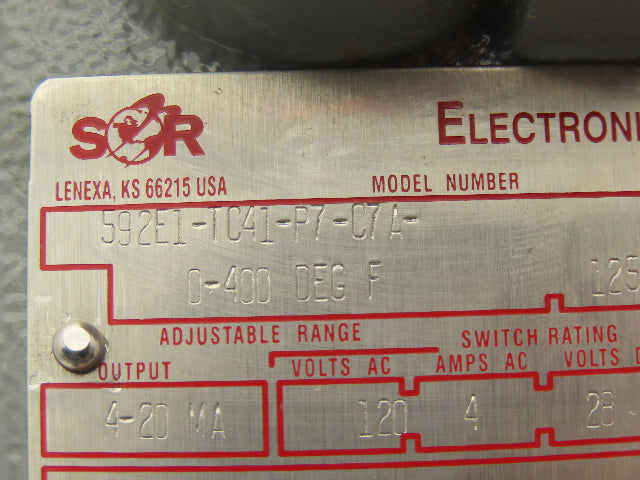 SOR
ELECTRONI
LENEXA, KS 66215 USA
MODEL NUMBER
592E1-TC41-P7-C7A-
0-400 DEG F
125
ADJUSTABLE RANGE
SWITCH RATING
OUTPUT
VOLTS AC
AMPS AC
VOLTS D
4-20 MA
120
4
28